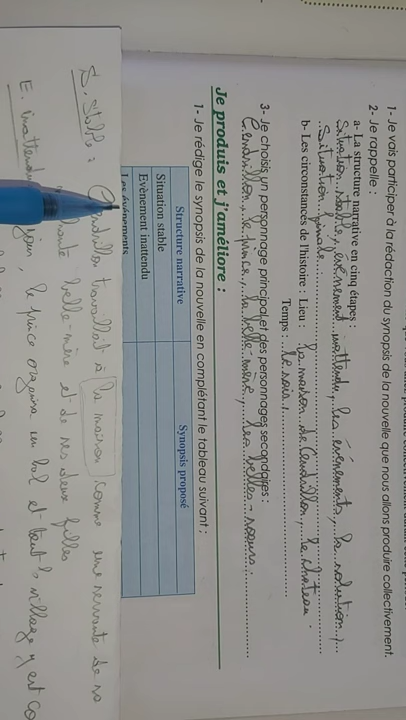 1- Je vais participer à la rédaction du synopsis de la nouvelle que nous allons produire collectivement.
2- Je rappelle :
a- La structure narrative en cinq étapes :
Situation stable, événement inattendu, les événements, la solution,
Situation finale
b- Les circonstances de l'histoire : Lieu : la maison de Cendrillon, le château.
Temps : le soir,
3- Je choisis un personnage principal et des personnages secondaires :
Cendrillon, le prince, la belle-mère, les belles-sœurs.
Je produis et j'améliore :
1- Je rédige le synopsis de la nouvelle en complétant le tableau suivant :
Structure narrative Synopsis proposé
Situation stable
Evènement inattendu
Les événements
S. stable : Cendrillon travaillait à la maison comme une servante de sa
belle-mère et de ses deux filles
E. inattendu jour, le prince organisa un bal et tout le village y est